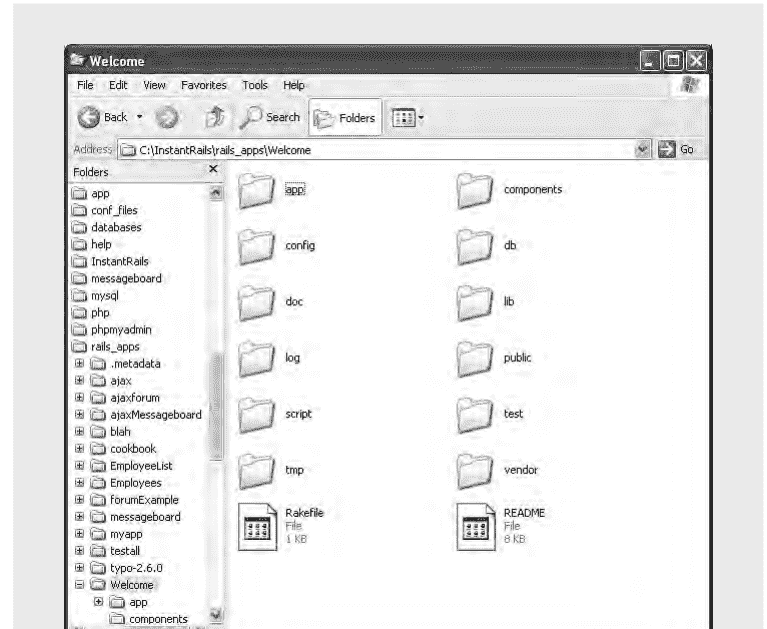 Welcome
File Edit View Favorites Tools Help
Back Search Folders
Address C:\InstantRails\rails_apps\Welcome Go
Folders
app
conf_files
databases
help
InstantRails
messageboard
mysql
php
phpmyadmin
rails_apps
.metadata
ajax
ajaxforum
ajaxMessageboard
blah
cookbook
EmployeeList
Employees
forumExample
messageboard
myapp
testall
typo-2.6.0
Welcome
app
components
app components
config db
doc lib
log public
script test
tmp vendor
Rakefile
File
1 KB
README
File
8 KB